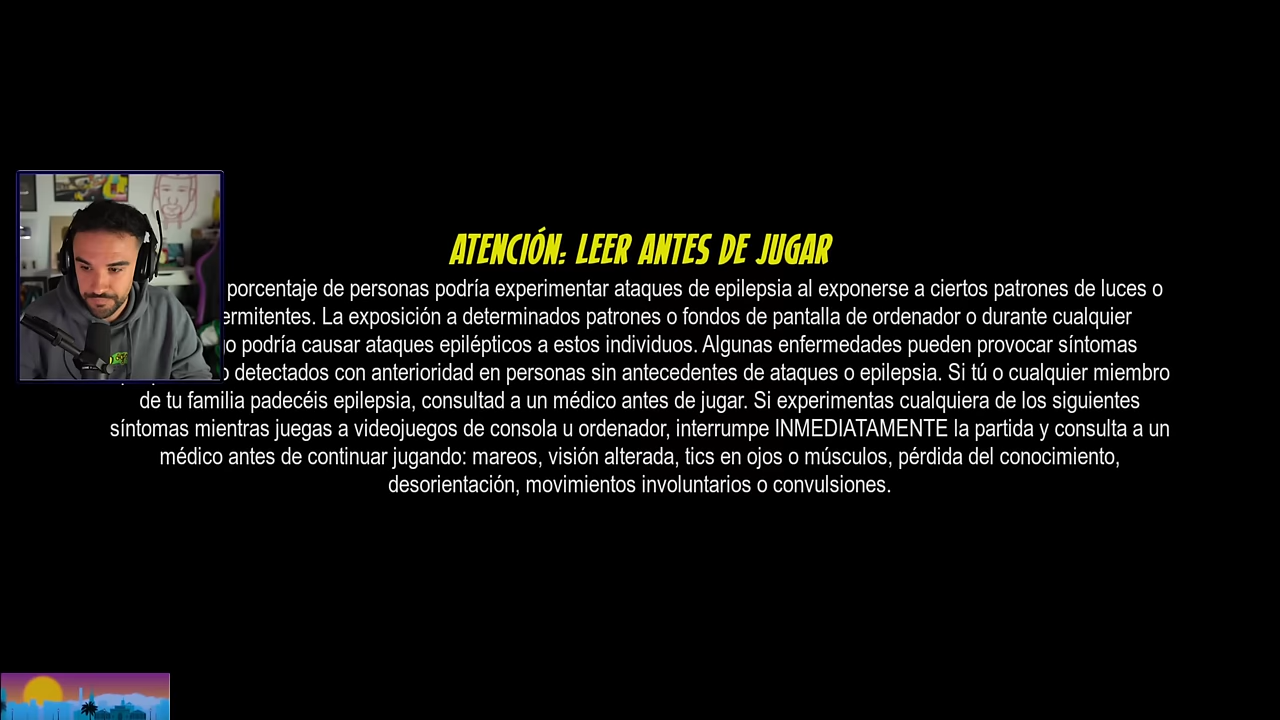 ATENCIÓN: LEER ANTES DE JUGAR
porcentaje de personas podría experimentar ataques de epilepsia al exponerse a ciertos patrones de luces o
ermitentes. La exposición a determinados patrones o fondos de pantalla de ordenador o durante cualquier
go podría causar ataques epilépticos a estos individuos. Algunas enfermedades pueden provocar síntomas
o detectados con anterioridad en personas sin antecedentes de ataques o epilepsia. Si tú o cualquier miembro
de tu familia padecéis epilepsia, consultad a un médico antes de jugar. Si experimentas cualquiera de los siguientes
síntomas mientras juegas a videojuegos de consola u ordenador, interrumpe INMEDIATAMENTE la partida y consulta a un
médico antes de continuar jugando: mareos, visión alterada, tics en ojos o músculos, pérdida del conocimiento,
desorientación, movimientos involuntarios o convulsiones.